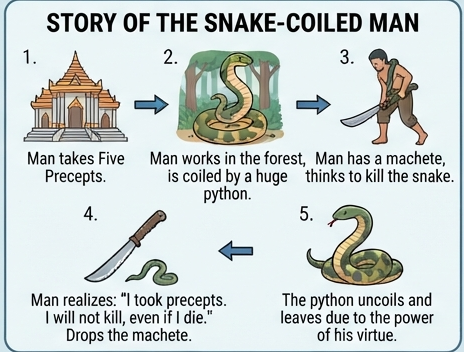 STORY OF THE SNAKE-COILED MAN
1.
Man takes Five
Precepts.
2.
Man works in the forest,
is coiled by a huge
python.
3.
Man has a machete,
thinks to kill the snake.
4.
Man realizes: "I took precepts.
I will not kill, even if I die."
Drops the machete.
5.
The python uncoils and
leaves due to the power
of his virtue.